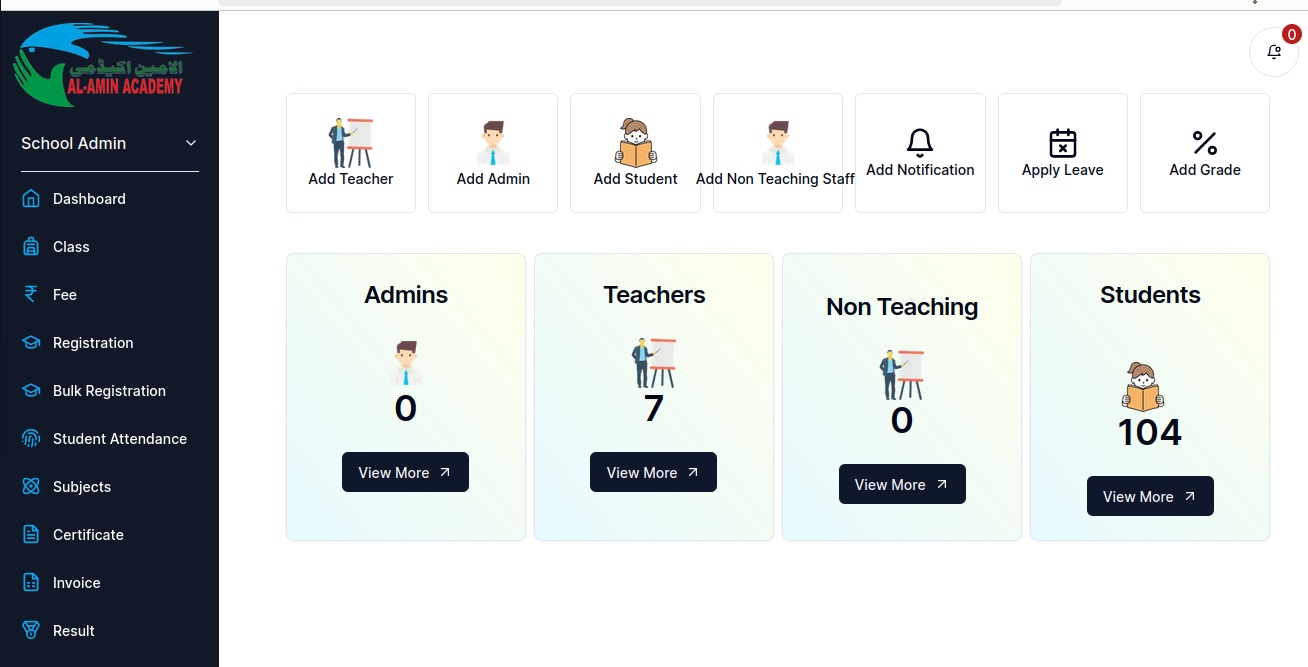 الامین اکیڈمی
AL-AMIN ACADEMY
School Admin
Dashboard
Class
Fee
Registration
Bulk Registration
Student Attendance
Subjects
Certificate
Invoice
Result
0
Add Teacher
Add Admin
Add Student
Add Non Teaching Staff
Add Notification
Apply Leave
Add Grade
Admins
0
View More
Teachers
7
View More
Non Teaching
0
View More
Students
104
View More